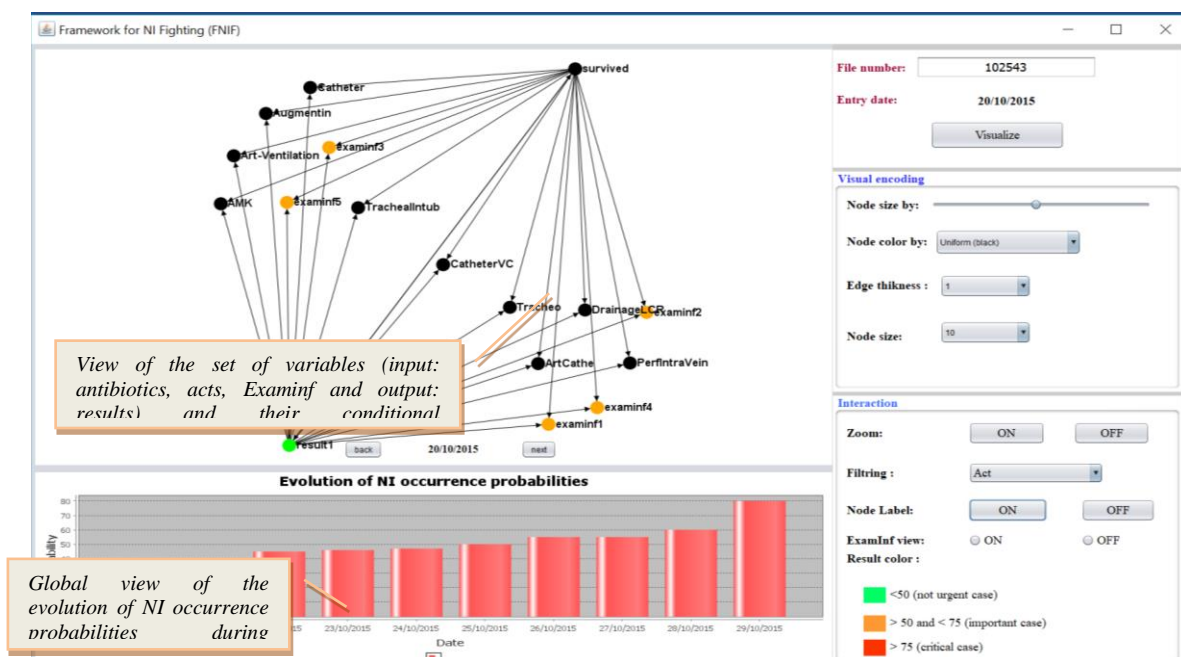 Framework for NI Fighting (FNIF)
survived
Catheter
Augmentin
examinf3
Art-Ventilation
AMK
examinf5
TrachealIntub
CatheterVC
Tracheo
DrainageLCR
examinf2
ArtCathe
PerfIntraVein
examinf4
examinf1
result1
back
20/10/2015
next
View of the set of variables (input:
antibiotics, acts, Examinf and output:
results) and their conditional
Evolution of NI occurrence probabilities
80
70
60
50
23/10/2015
24/10/2015
25/10/2015
26/10/2015
27/10/2015
28/10/2015
29/10/2015
Date
Global view of the
evolution of NI occurrence
probabilities during
File number: 102543
Entry date: 20/10/2015
Visualize
Visual encoding
Node size by:
Node color by: Uniform (black)
Edge thikness : 1
Node size: 10
Interaction
Zoom: ON OFF
Filtring : Act
Node Label: ON OFF
ExamInf view: ON OFF
Result color :
<50 (not urgent case)
> 50 and < 75 (important case)
> 75 (critical case)